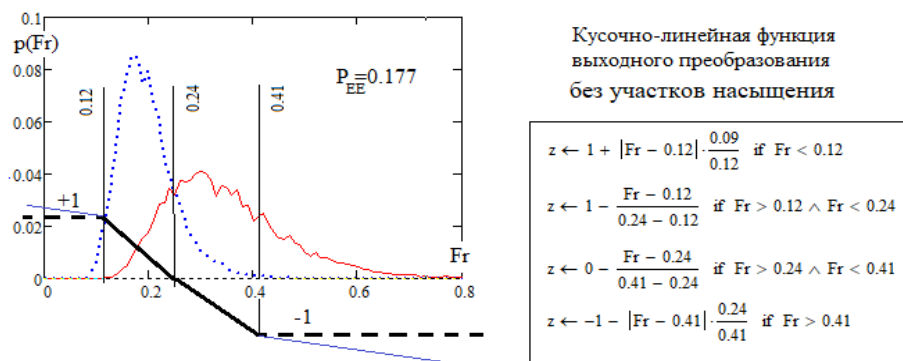 0.1
p(Fr)
0.08
0.06
0.04
0.02
0
0.12
0.24
0.41
P_EE=0.177
+1
-1
Fr
0 0.2 0.4 0.6 0.8
Кусочно-линейная функция
выходного преобразования
без участков насыщения
z ← 1 + |Fr − 0.12| · 0.09/0.12 if Fr < 0.12
z ← 1 − (Fr − 0.12)/(0.24 − 0.12) if Fr > 0.12 ∧ Fr < 0.24
z ← 0 − (Fr − 0.24)/(0.41 − 0.24) if Fr > 0.24 ∧ Fr < 0.41
z ← −1 − |Fr − 0.41| · 0.24/0.41 if Fr > 0.41